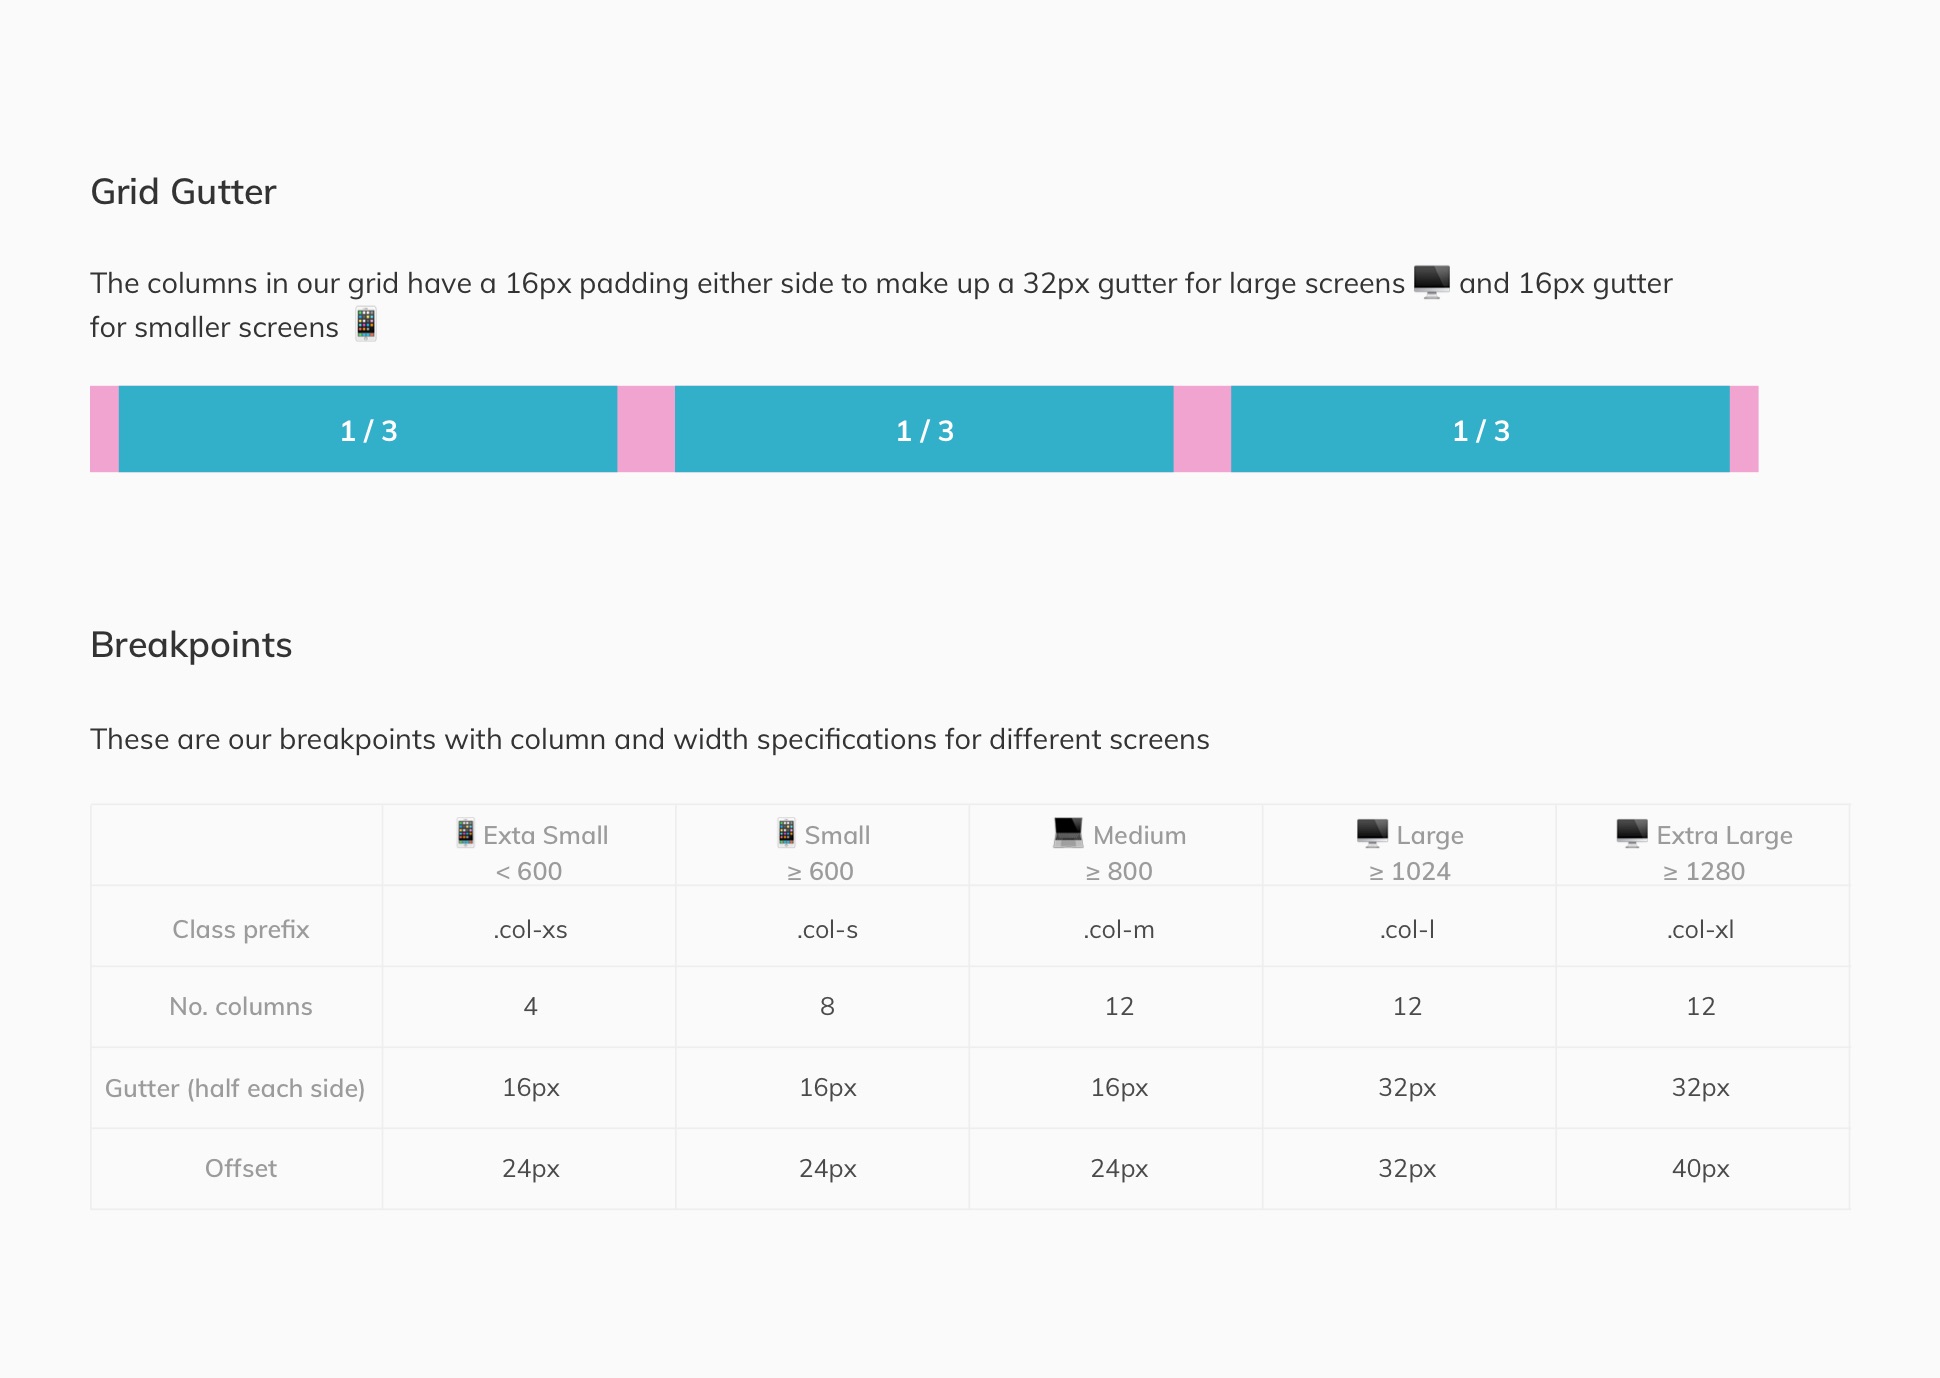 Grid Gutter
The columns in our grid have a 16px padding either side to make up a 32px gutter for large screens 🖥 and 16px gutter
for smaller screens 📱
1 / 3 1 / 3 1 / 3
Breakpoints
These are our breakpoints with column and width specifications for different screens
📱 Exta Small 📱 Small 💻 Medium 🖥 Large 🖥 Extra Large
< 600 ≥ 600 ≥ 800 ≥ 1024 ≥ 1280
Class prefix .col-xs .col-s .col-m .col-l .col-xl
No. columns 4 8 12 12 12
Gutter (half each side) 16px 16px 16px 32px 32px
Offset 24px 24px 24px 32px 40px